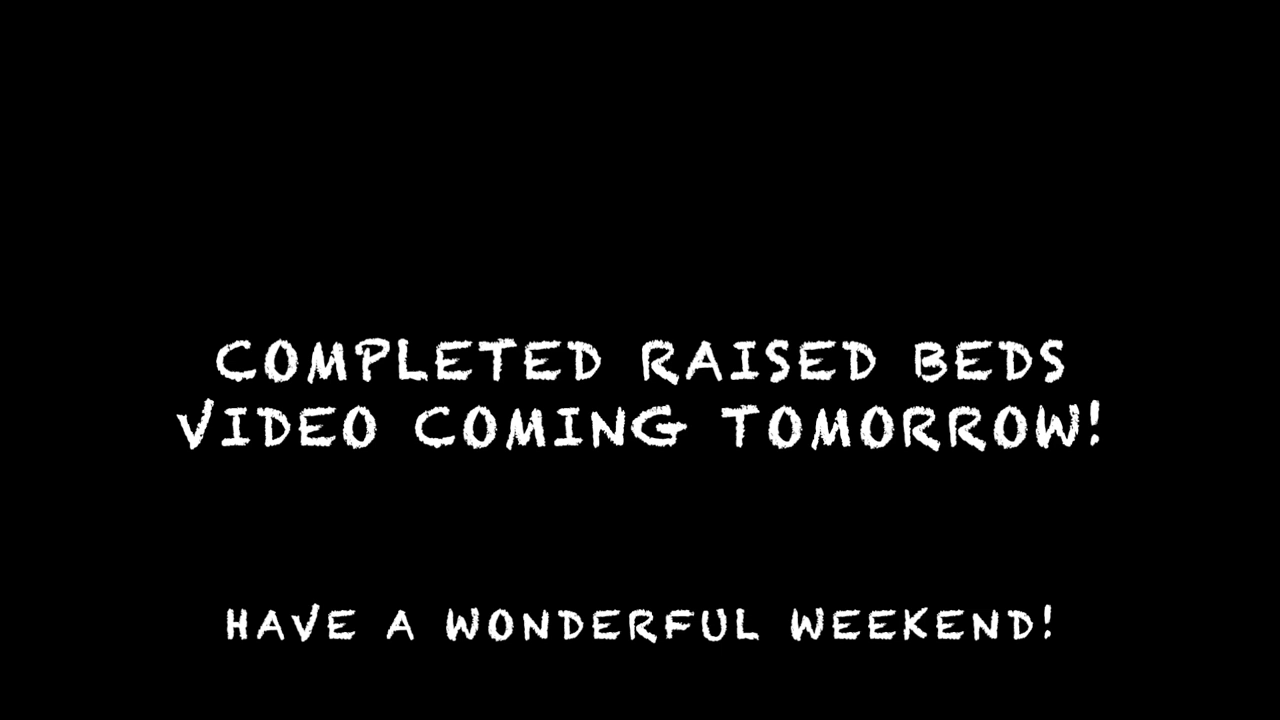 COMPLETED RAISED BEDS
VIDEO COMING TOMORROW!
HAVE A WONDERFUL WEEKEND!